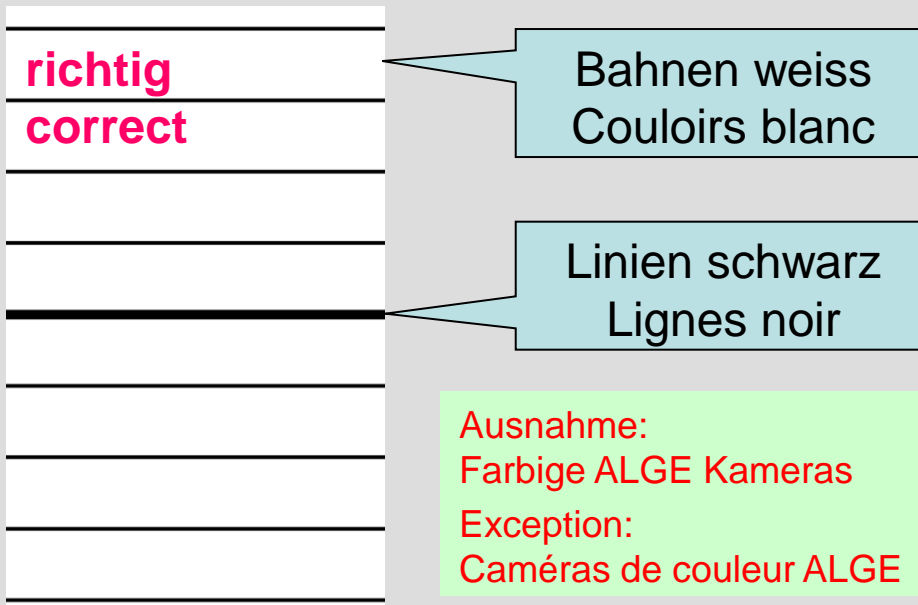 richtig
correct
Bahnen weiss
Couloirs blanc
Linien schwarz
Lignes noir
Ausnahme:
Farbige ALGE Kameras
Exception:
Caméras de couleur ALGE